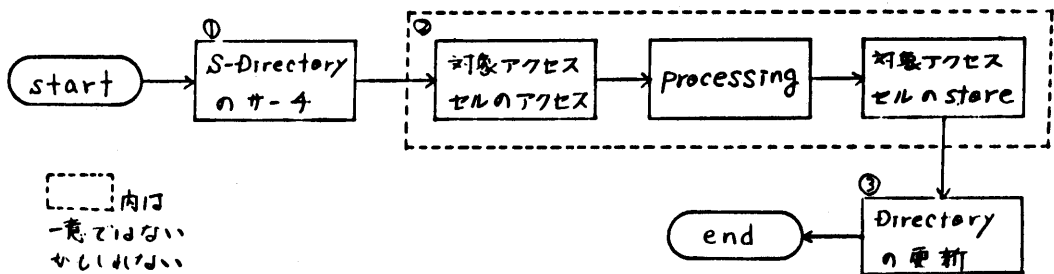 start
①
S-Directory
のサーチ
②
対象アクセス
セルのアクセス
processing
対象アクセス
セルのstore
③
Directory
の更新
end
内は
一意ではない
かもしれない